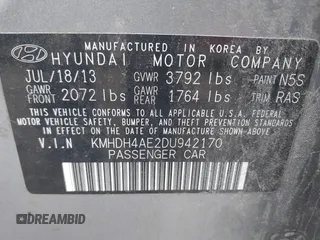 MANUFACTURED IN KOREA BY
HYUNDAI MOTOR COMPANY
JUL/18/13 GVWR 3792 lbs PAINT N5S
GAWR FRONT 2072 lbs GAWR REAR 1764 lbs TRIM RAS
THIS VEHICLE CONFORMS TO ALL APPLICABLE U.S.A FEDERAL
MOTOR VEHICLE SAFETY, BUMPER, AND THEFT PREVENTION
STANDARDS IN EFFECT ON THE DATE OF MANUFACTURE SHOWN ABOVE.
V.I.N KMHDH4AE2DU942170
PASSENGER CAR
© DIDIAUTO